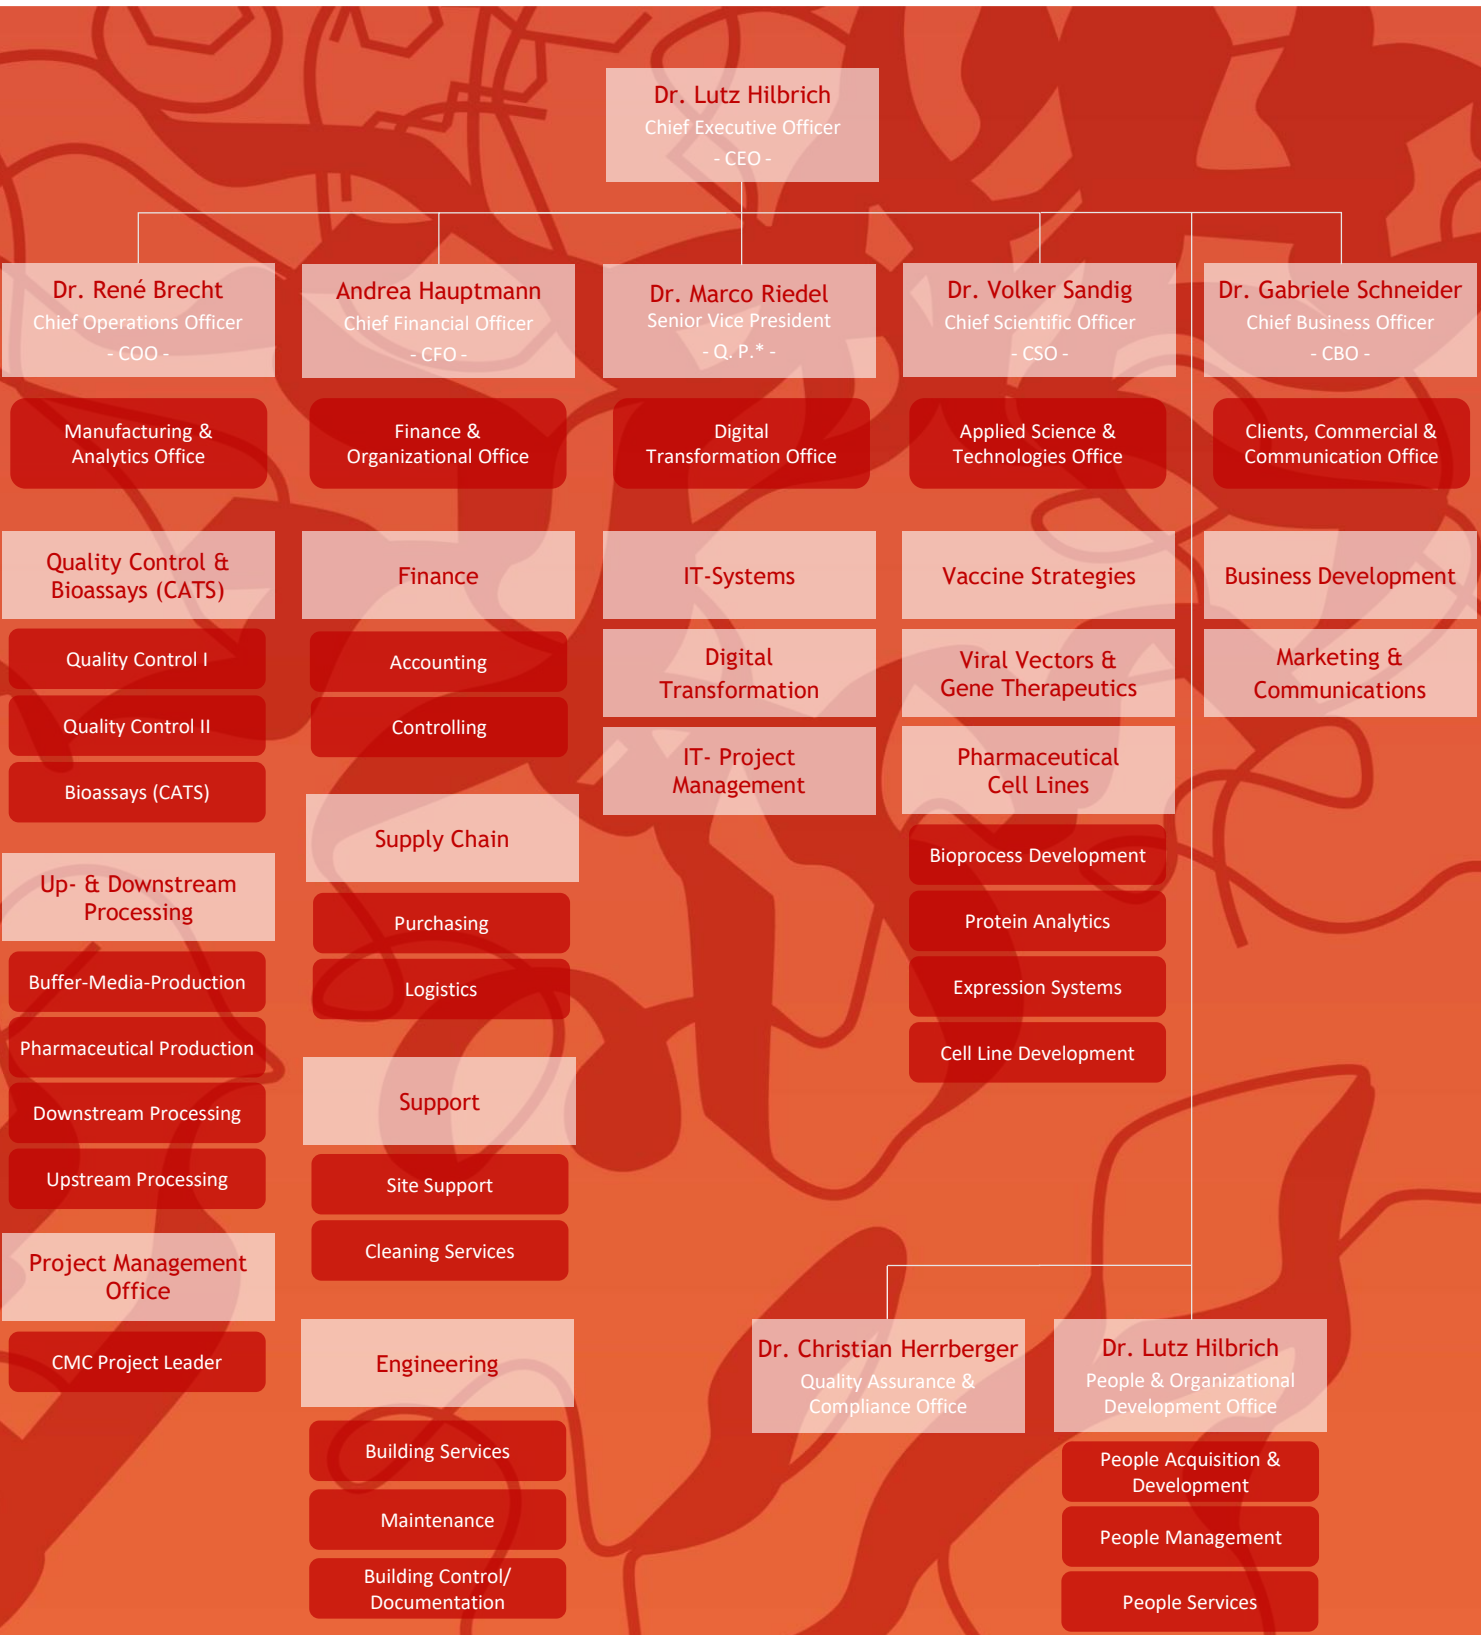 Dr. Lutz Hilbrich
Chief Executive Officer
- CEO -
Dr. René Brecht
Chief Operations Officer
- COO -
Manufacturing &
Analytics Office
Quality Control &
Bioassays (CATS)
Quality Control I
Quality Control II
Bioassays (CATS)
Up- & Downstream
Processing
Buffer-Media-Production
Pharmaceutical Production
Downstream Processing
Upstream Processing
Project Management
Office
CMC Project Leader
Andrea Hauptmann
Chief Financial Officer
- CFO -
Finance &
Organizational Office
Finance
Accounting
Controlling
Supply Chain
Purchasing
Logistics
Support
Site Support
Cleaning Services
Engineering
Building Services
Maintenance
Building Control/
Documentation
Dr. Marco Riedel
Senior Vice President
- Q. P.* -
Digital
Transformation Office
IT-Systems
Digital
Transformation
IT- Project
Management
Dr. Volker Sandig
Chief Scientific Officer
- CSO -
Applied Science &
Technologies Office
Vaccine Strategies
Viral Vectors &
Gene Therapeutics
Pharmaceutical
Cell Lines
Bioprocess Development
Protein Analytics
Expression Systems
Cell Line Development
Dr. Gabriele Schneider
Chief Business Officer
- CBO -
Clients, Commercial &
Communication Office
Business Development
Marketing &
Communications
Dr. Christian Herrberger
Quality Assurance &
Compliance Office
Dr. Lutz Hilbrich
People & Organizational
Development Office
People Acquisition &
Development
People Management
People Services